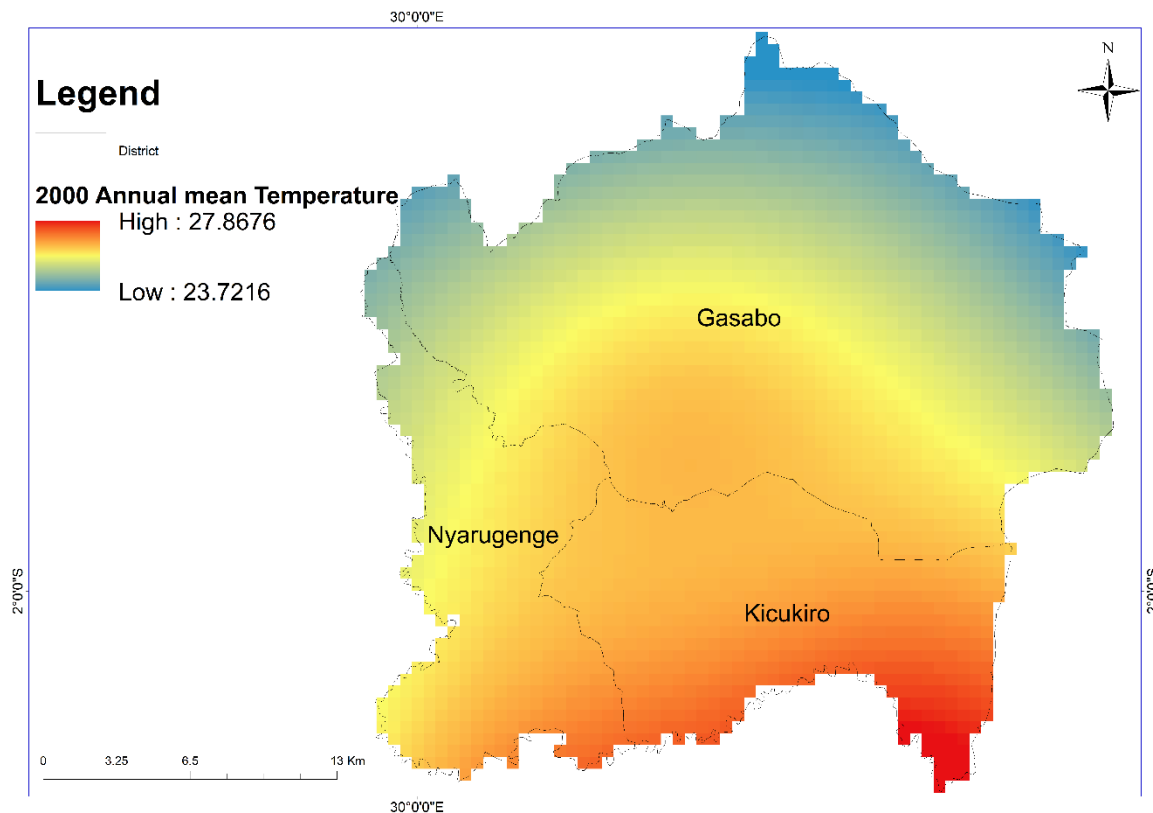 30°0'0"E
N
Legend
District
2000 Annual mean Temperature
High : 27.8676
Low : 23.7216
Gasabo
Nyarugenge
2°0'0"S
2°0'0"S
Kicukiro
0 3.25 6.5 13 Km
30°0'0"E